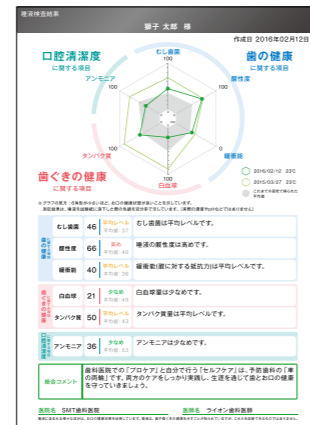 唾液検査結果
獅子 太郎 様
作成日 2016年02月12日
口腔清潔度
に関する項目
歯の健康
に関する項目
むし歯菌
100
アンモニア
酸性度
100
100
100
100
タンパク質
緩衝能
100
白血球
歯ぐきの健康
に関する項目
2016/02/12 23℃
2015/03/27 23℃
むし歯菌 46 平均レベル むし歯菌は平均レベルです。
平均値: 37
酸性度 66 高め 唾液の酸性度は高めです。
緩衝能 40 平均レベル 緩衝能(酸に対する抵抗力)は平均レベルです。
白血球 21 少なめ 白血球量は少なめです。
タンパク質 50 平均レベル タンパク質量は平均レベルです。
アンモニア 36 少なめ アンモニアは少なめです。
総合コメント
歯科医院での「プロケア」と自分で行う「セルフケア」は、予防歯科の「車
の両輪」です。両方のケアをしっかり実践し、生涯を通じて歯とお口の健康
を守っていきましょう。
医院名 SMT歯科医院
医師名 ライオン歯科医師